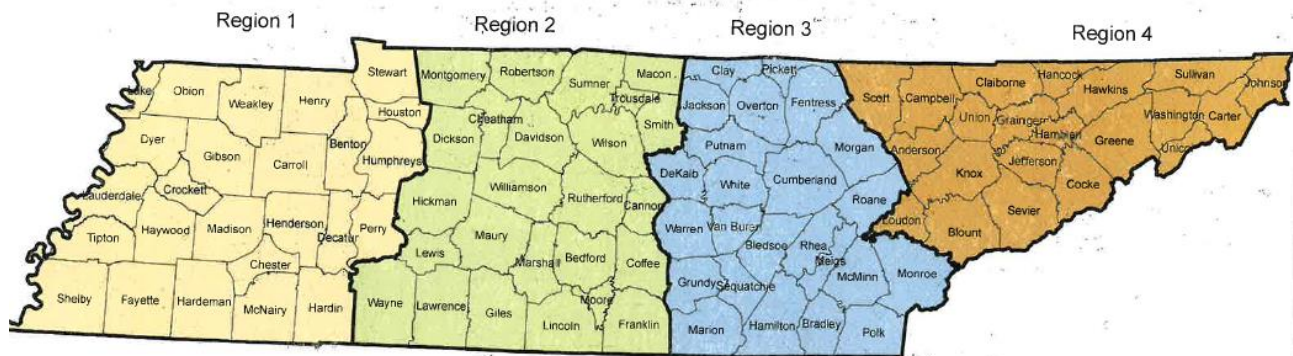 Region 1
Region 2
Region 3
Region 4
Lake
Obion
Weakley
Henry
Stewart
Houston
Dyer
Gibson
Carroll
Benton
Humphreys
Lauderdale
Crockett
Tipton
Haywood
Madison
Henderson
Decatur
Perry
Chester
Shelby
Fayette
Hardeman
McNairy
Hardin
Montgomery
Robertson
Sumner
Macon
Trousdale
Cheatham
Dickson
Davidson
Wilson
Smith
Hickman
Williamson
Rutherford
Cannon
Lewis
Maury
Marshall
Bedford
Coffee
Moore
Wayne
Lawrence
Giles
Lincoln
Franklin
Clay
Pickett
Jackson
Overton
Fentress
Putnam
Morgan
DeKalb
White
Cumberland
Roane
Warren
Van Buren
Bledsoe
Rhea
Meigs
McMinn
Monroe
Grundy
Sequatchie
Marion
Hamilton
Bradley
Polk
Scott
Campbell
Claiborne
Hancock
Hawkins
Sullivan
Johnson
Union
Grainger
Hamblen
Greene
Washington
Carter
Unicoi
Anderson
Knox
Jefferson
Cocke
Sevier
Loudon
Blount